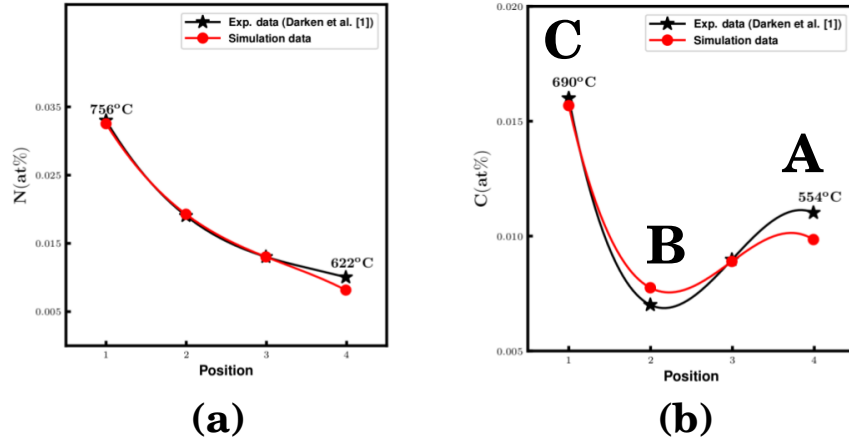 Exp. data (Darken et al. [1])
Simulation data
0.035
0.025
0.015
0.005
N(at%)
756°C
622°C
1 2 3 4
Position
(a)
Exp. data (Darken et al. [1])
Simulation data
0.020
0.015
0.010
0.005
C(at%)
C
690°C
B
A
554°C
1 2 3 4
Position
(b)